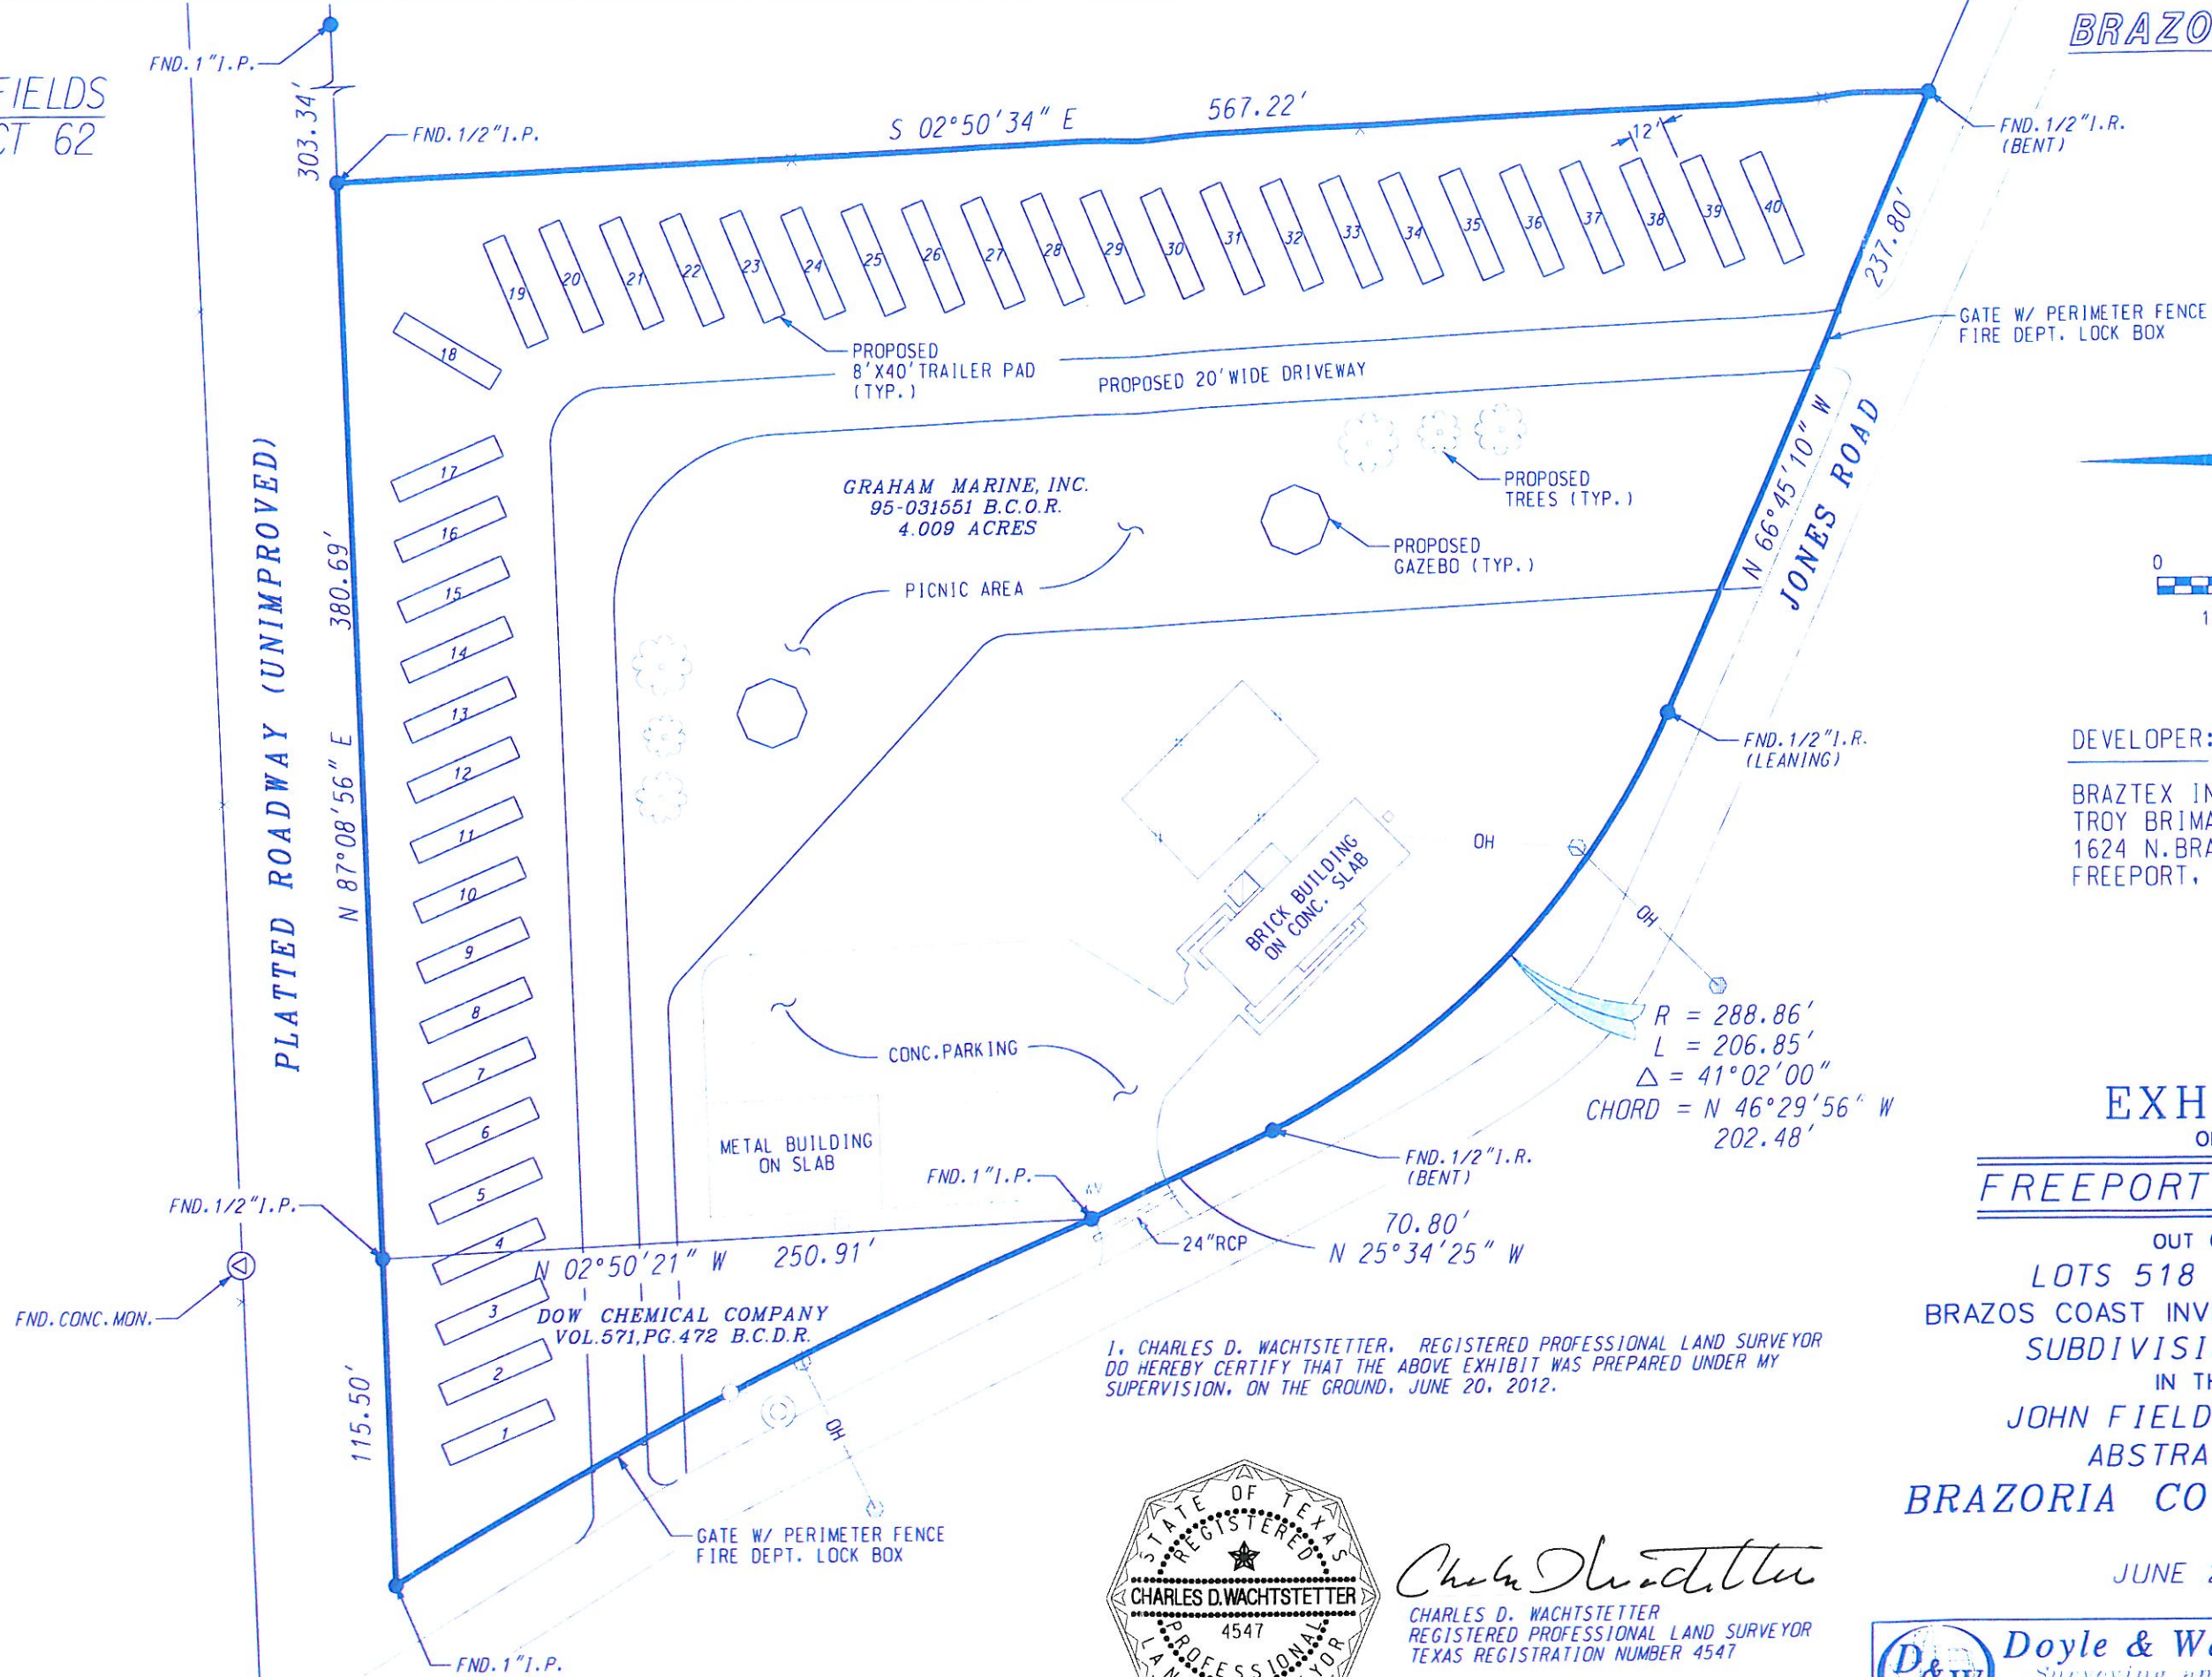 BRAZO
FIELDS
CT 62
FND. 1"I.P.
303.34'
FND. 1/2"I.P.
S 02°50'34" E 567.22'
12'
FND. 1/2"I.R.
(BENT)
237.80'
GATE W/ PERIMETER FENCE
FIRE DEPT. LOCK BOX
19
20
21
22
23
24
25
26
27
28
29
30
31
32
33
34
35
36
37
38
39
40
18
PROPOSED
8'X40' TRAILER PAD
(TYP.)
PROPOSED 20' WIDE DRIVEWAY
N 66°45'10" W
JONES ROAD
PROPOSED
TREES (TYP.)
PROPOSED
GAZEBO (TYP.)
GRAHAM MARINE, INC.
95-031551 B.C.O.R.
4.009 ACRES
PICNIC AREA
PLATTED ROADWAY (UNIMPROVED)
380.69'
N 87°08'56" E
17
16
15
14
13
12
11
10
9
8
7
6
5
4
3
2
1
0
1
FND. 1/2"I.R.
(LEANING)
DEVELOPER:
BRAZTEX IN
TROY BRIMA
1624 N.BRA
FREEPORT,
OH
OH
BRICK BUILDING
ON CONC. SLAB
R = 288.86'
L = 206.85'
Δ = 41°02'00"
CHORD = N 46°29'56" W
202.48'
CONC.PARKING
METAL BUILDING
ON SLAB
FND. 1"I.P.
FND. 1/2"I.R.
(BENT)
70.80'
N 25°34'25" W
24"RCP
FND. 1/2"I.P.
N 02°50'21" W 250.91'
FND. CONC. MON.
DOW CHEMICAL COMPANY
VOL.571,PG.472 B.C.D.R.
115.50'
OH
GATE W/ PERIMETER FENCE
FIRE DEPT. LOCK BOX
FND. 1"I.P.
I, CHARLES D. WACHTSTETTER, REGISTERED PROFESSIONAL LAND SURVEYOR
DO HEREBY CERTIFY THAT THE ABOVE EXHIBIT WAS PREPARED UNDER MY
SUPERVISION, ON THE GROUND, JUNE 20, 2012.
STATE OF TEXAS
REGISTERED
CHARLES D. WACHTSTETTER
4547
PROFESSIONAL
LAN
YOR
CHARLES D. WACHTSTETTER
REGISTERED PROFESSIONAL LAND SURVEYOR
TEXAS REGISTRATION NUMBER 4547
EXH
FREEPORT
OUT
LOTS 518
BRAZOS COAST INV
SUBDIVISI
IN TH
JOHN FIELD
ABSTRA
BRAZORIA CO
JUNE 2
D&W
Doyle & W
Surveying an